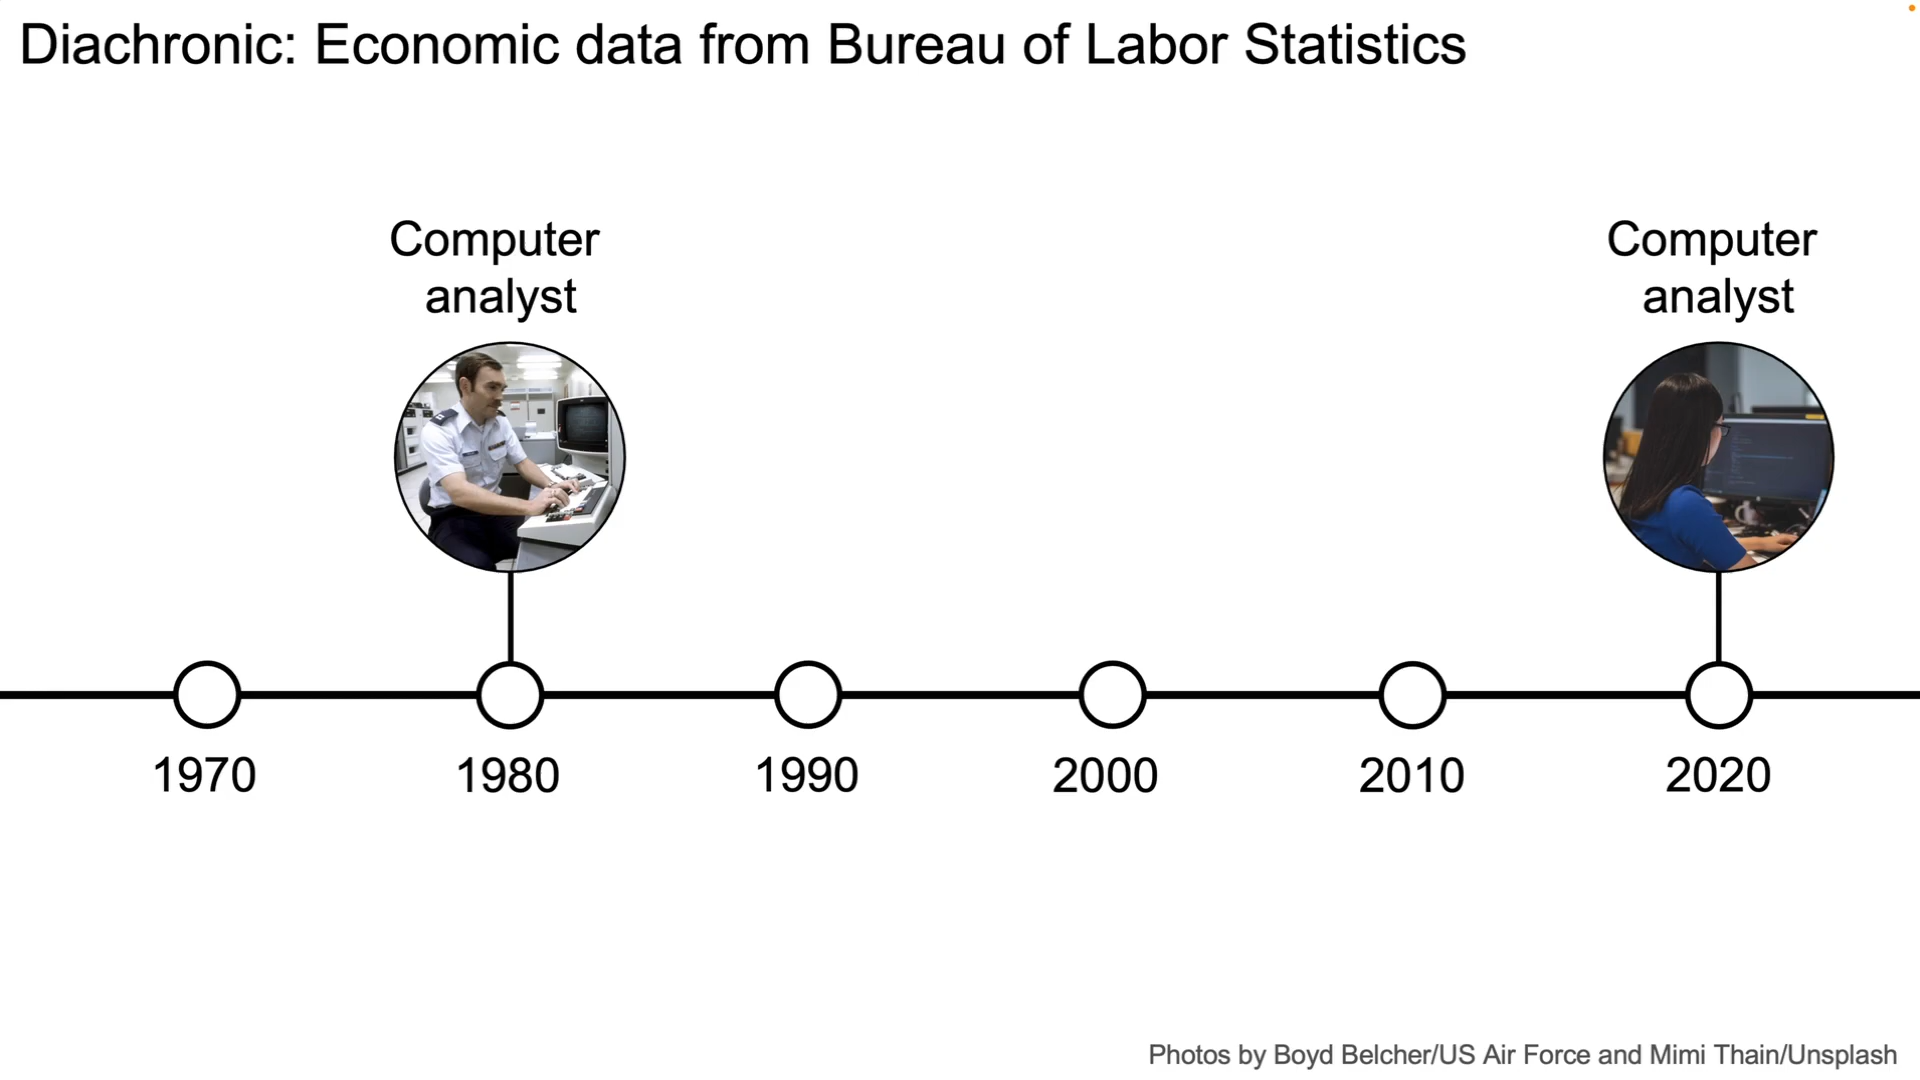 Diachronic: Economic data from Bureau of Labor Statistics
Computer
analyst
Computer
analyst
1970
1980
1990
2000
2010
2020
Photos by Boyd Belcher/US Air Force and Mimi Thain/Unsplash